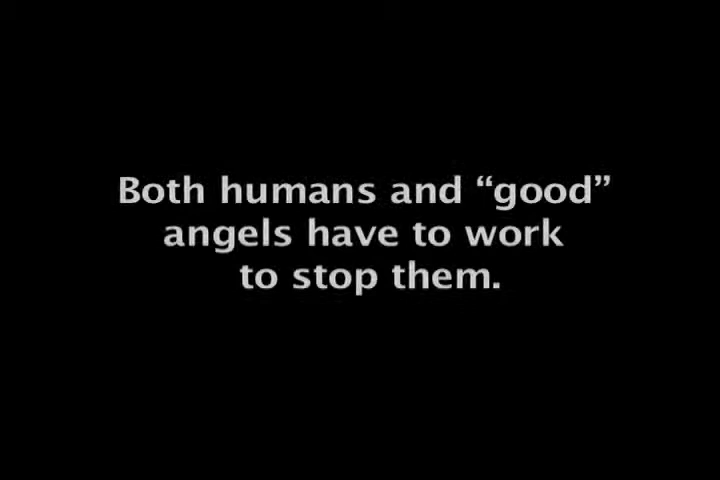 Both humans and “good”
angels have to work
to stop them.